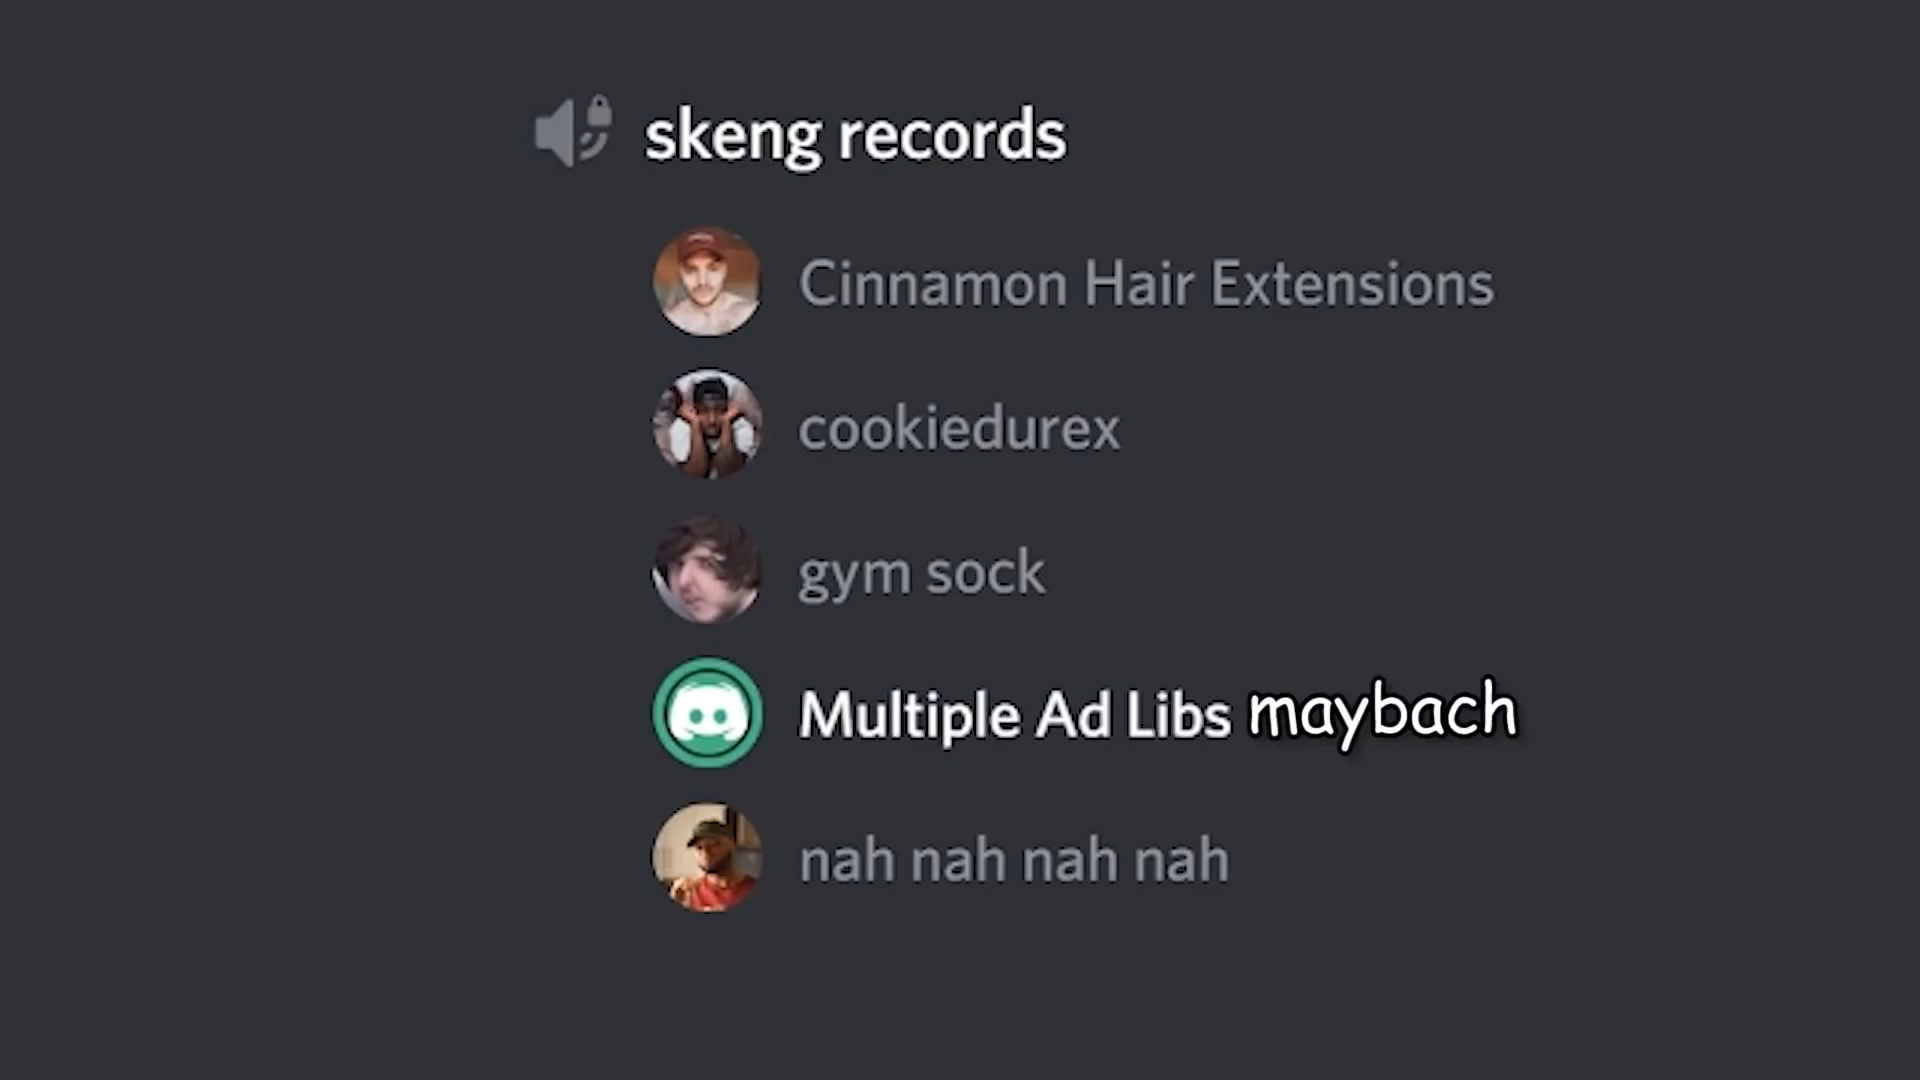 skeng records
Cinnamon Hair Extensions
cookiedurex
gym sock
Multiple Ad Libs maybach
nah nah nah nah